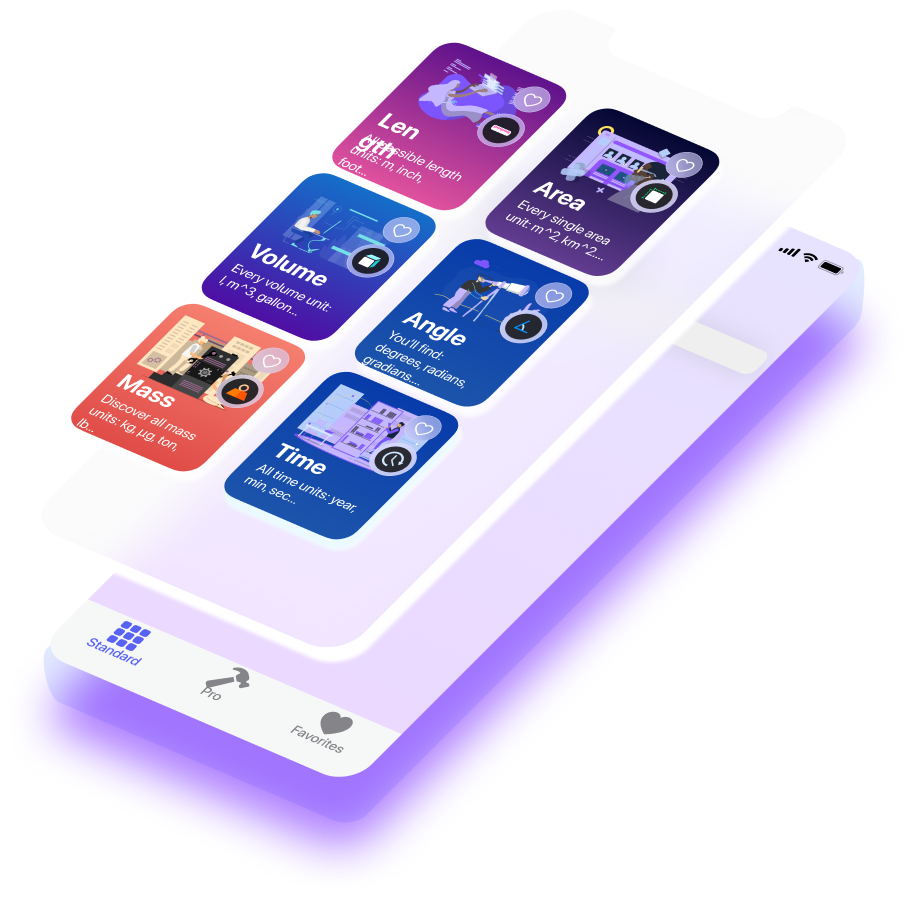 Len
gth
All possible length
units: m, inch,
foot...
Area
Every single area
unit: m^2, km^2....
Volume
Every volume unit:
l, m^3, gallon...
Angle
You'll find:
degrees, radians,
gradians....
Mass
Discover all mass
units: kg, µg, ton,
lb...
Time
All time units: year,
min, sec...
Standard
Pro
Favorites